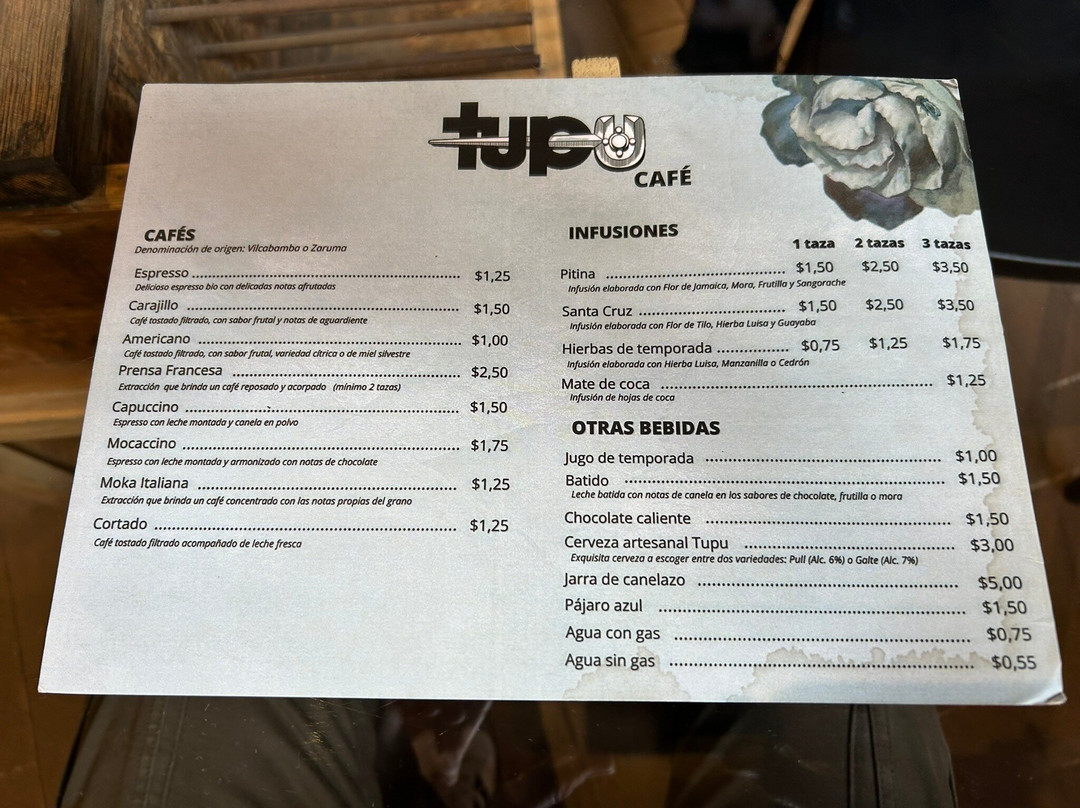 tupu
CAFÉ
CAFÉS
Denominación de origen: Vilcabamba o Zaruma
Espresso ........ $1,25
Delicioso espresso bio con delicadas notas afrutadas
Carajillo ........ $1,50
Café tostado filtrado, con sabor frutal y notas de aguardiente
Americano ........ $1,00
Café tostado filtrado, con sabor frutal, variedad cítrica o de miel silvestre
Prensa Francesa ........ $2,50
Extracción que brinda un café reposado y acorpado (mínimo 2 tazas)
Capuccino ........ $1,50
Espresso con leche montada y canela en polvo
Mocaccino ........ $1,75
Espresso con leche montada y armonizado con notas de chocolate
Moka Italiana ........ $1,25
Extracción que brinda un café concentrado con las notas propias del grano
Cortado ........ $1,25
Café tostado filtrado acompañado de leche fresca
INFUSIONES
1 taza 2 tazas 3 tazas
Pitina ........ $1,50 $2,50 $3,50
Infusión elaborada con Flor de Jamaica, Mora, Frutilla y Sangorache
Santa Cruz ........ $1,50 $2,50 $3,50
Infusión elaborada con Flor de Tilo, Hierba Luisa y Guayaba
Hierbas de temporada ........ $0,75 $1,25 $1,75
Infusión elaborada con Hierba Luisa, Manzanilla o Cedrón
Mate de coca ........ $1,25
Infusión de hojas de coca
OTRAS BEBIDAS
Jugo de temporada ........ $1,00
Batido ........ $1,50
Leche batida con notas de canela en los sabores de chocolate, frutilla o mora
Chocolate caliente ........ $1,50
Cerveza artesanal Tupu ........ $3,00
Exquisita cerveza a escoger entre dos variedades: Pull (Alc. 6%) o Galte (Alc. 7%)
Jarra de canelazo ........ $5,00
Pájaro azul ........ $1,50
Agua con gas ........ $0,75
Agua sin gas ........ $0,55